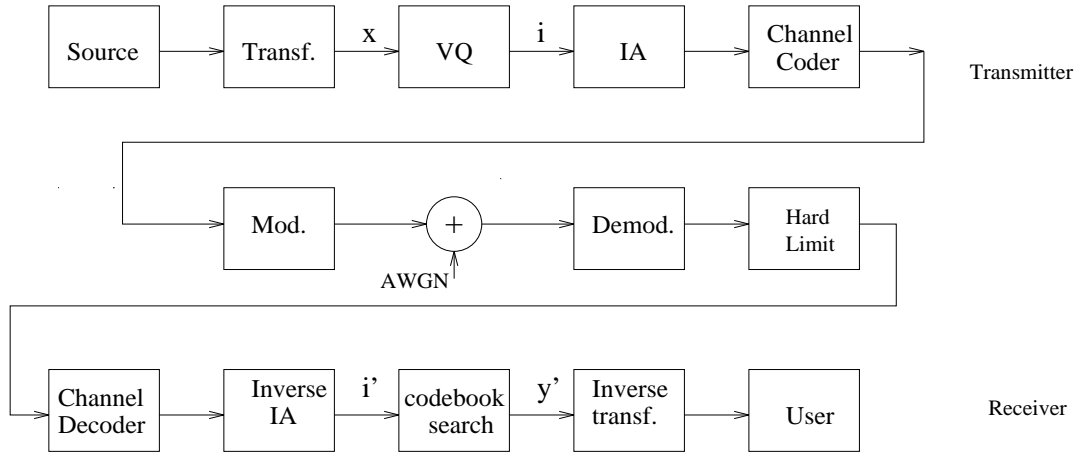 Source
Transf.
x
VQ
i
IA
Channel
Coder
Transmitter
Mod.
+
AWGN
Demod.
Hard
Limit
Channel
Decoder
Inverse
IA
i’
codebook
search
y’
Inverse
transf.
User
Receiver